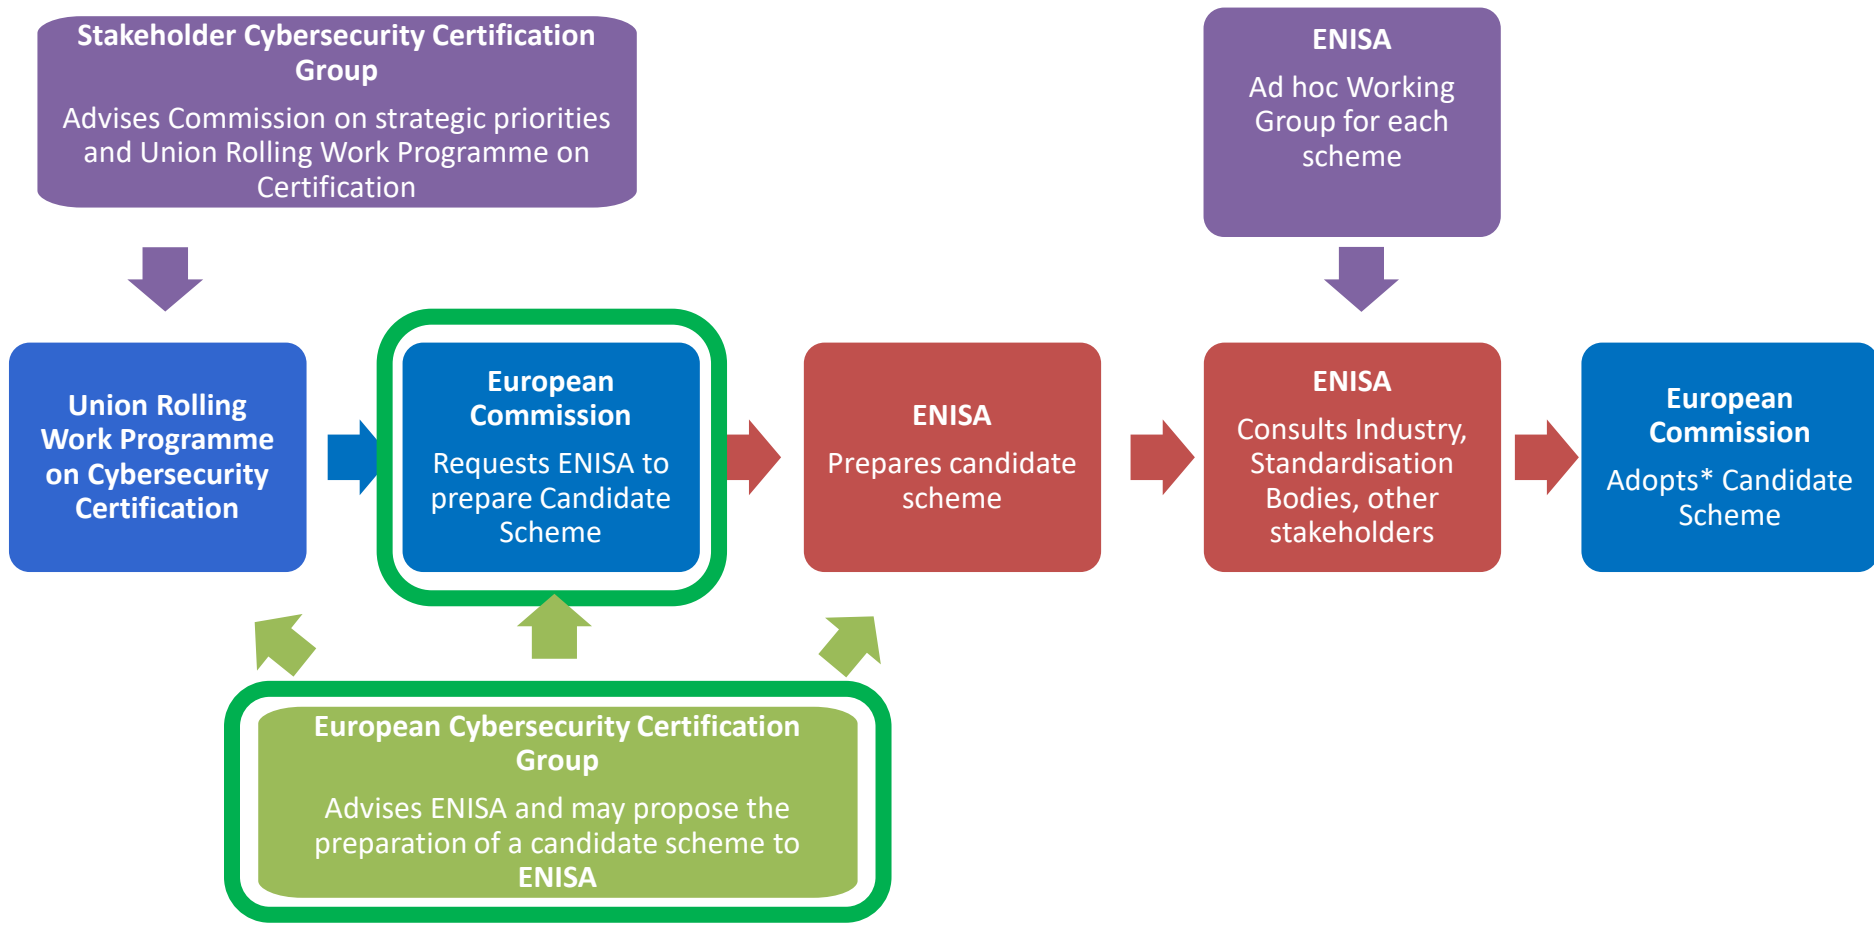 Stakeholder Cybersecurity Certification
Group
Advises Commission on strategic priorities
and Union Rolling Work Programme on
Certification
ENISA
Ad hoc Working
Group for each
scheme
Union Rolling
Work Programme
on Cybersecurity
Certification
European
Commission
Requests ENISA to
prepare Candidate
Scheme
ENISA
Prepares candidate
scheme
ENISA
Consults Industry,
Standardisation
Bodies, other
stakeholders
European
Commission
Adopts* Candidate
Scheme
European Cybersecurity Certification
Group
Advises ENISA and may propose the
preparation of a candidate scheme to
ENISA